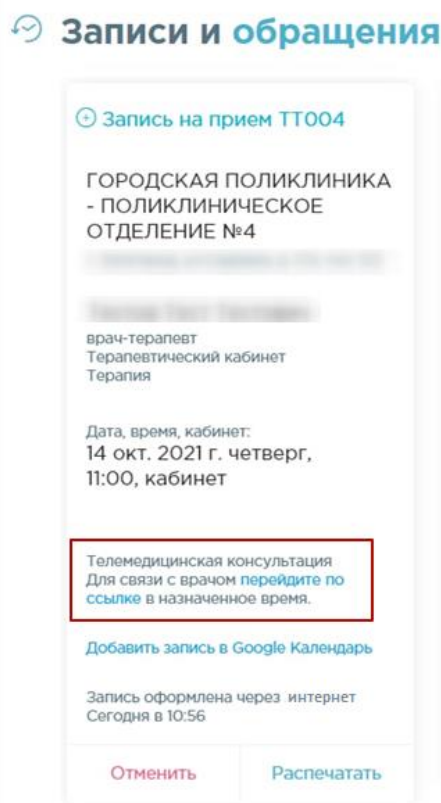 Записи и обращения
Запись на прием ТТ004
ГОРОДСКАЯ ПОЛИКЛИНИКА
- ПОЛИКЛИНИЧЕСКОЕ
ОТДЕЛЕНИЕ №4
врач-терапевт
Терапевтический кабинет
Терапия
Дата, время, кабинет:
14 окт. 2021 г. четверг,
11:00, кабинет
Телемедицинская консультация
Для связи с врачом перейдите по
ссылке в назначенное время.
Добавить запись в Google Календарь
Запись оформлена через интернет
Сегодня в 10:56
Отменить Распечатать